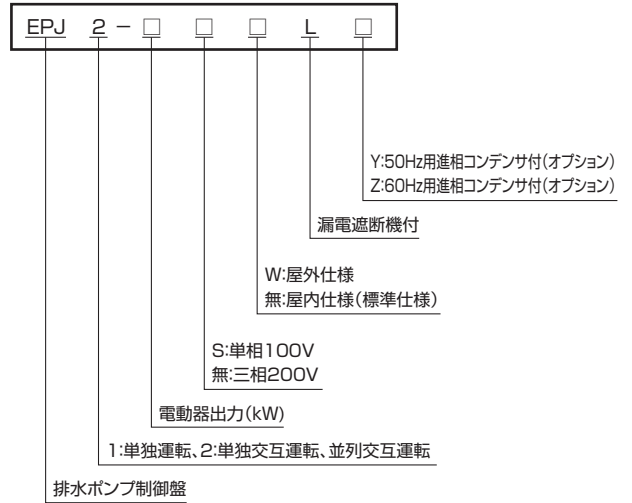 EPJ 2 － □ □ □ L □
Y:50Hz用進相コンデンサ付(オプション)
Z:60Hz用進相コンデンサ付(オプション)
漏電遮断機付
W:屋外仕様
無:屋内仕様(標準仕様)
S:単相100V
無:三相200V
電動器出力(kW)
1:単独運転、2:単独交互運転、並列交互運転
排水ポンプ制御盤